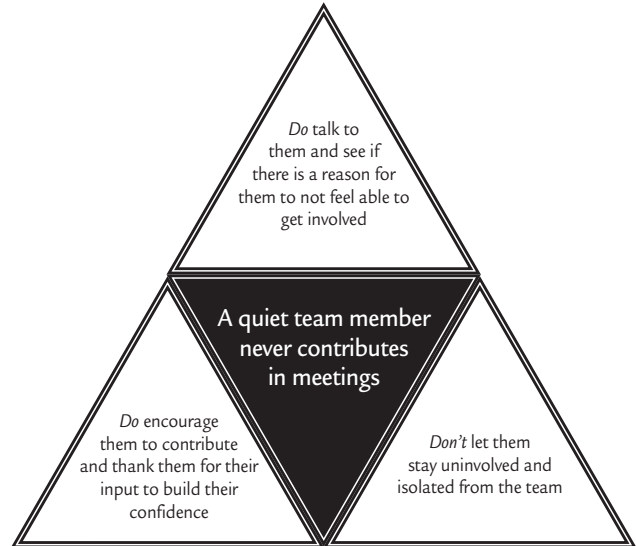 Do talk to
them and see if
there is a reason for
them to not feel able to
get involved
A quiet team member
never contributes
in meetings
Do encourage
them to contribute
and thank them for their
input to build their
confidence
Don’t let them
stay uninvolved and
isolated from the team